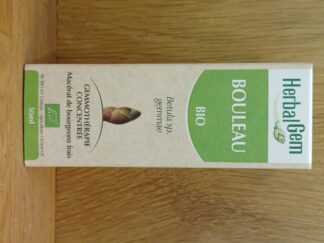 HerbalGem
BOULEAU
BIO
Betula sp.
gemmae
GEMMOTHÉRAPIE
CONCENTRÉE
Macérat de bourgeons frais
50ml